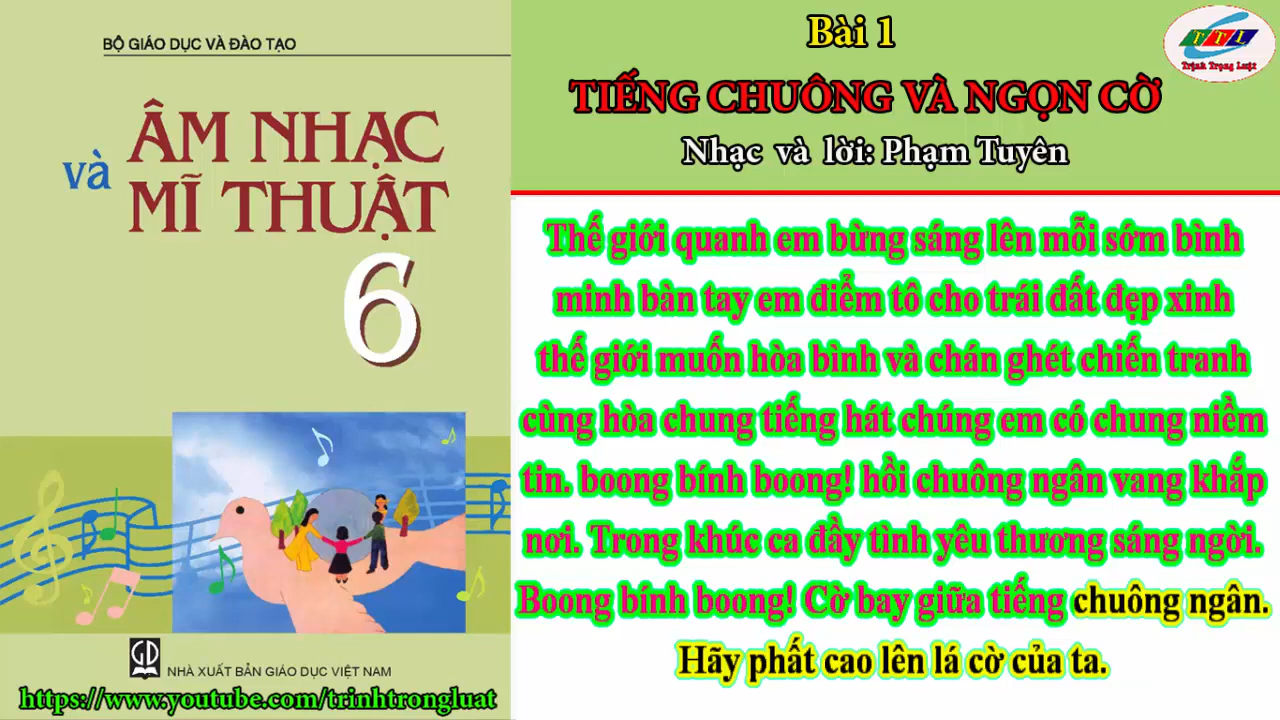 BỘ GIÁO DỤC VÀ ĐÀO TẠO
ÂM NHẠC
và
MĨ THUẬT
6
GD
NHÀ XUẤT BẢN GIÁO DỤC VIỆT NAM
https://www.youtube.com/trinhtrongluat
Bài 1
TIẾNG CHUÔNG VÀ NGỌN CỜ
Nhạc và lời: Phạm Tuyên
TTL
Trịnh Trọng Luật
Thế giới quanh em bừng sáng lên mỗi sớm bình
minh bàn tay em điểm tô cho trái đất đẹp xinh
thế giới muốn hòa bình và chán ghét chiến tranh
cùng hòa chung tiếng hát chúng em có chung niềm
tin. boong bính boong! hồi chuông ngân vang khắp
nơi. Trong khúc ca đầy tình yêu thương sáng ngời.
Boong bính boong! Cờ bay giữa tiếng chuông ngân.
Hãy phất cao lên lá cờ của ta.